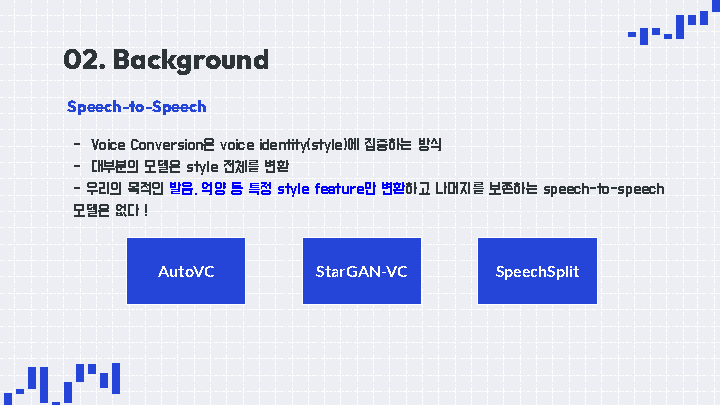 02. Background
Speech-to-Speech
- Voice Conversion은 voice identity(style)에 집중하는 방식
- 대부분의 모델은 style 전체를 변환
- 우리의 목적인 발음, 억양 등 특정 style feature만 변환하고 나머지를 보존하는 speech-to-speech
모델은 없다 !
AutoVC
StarGAN-VC
SpeechSplit